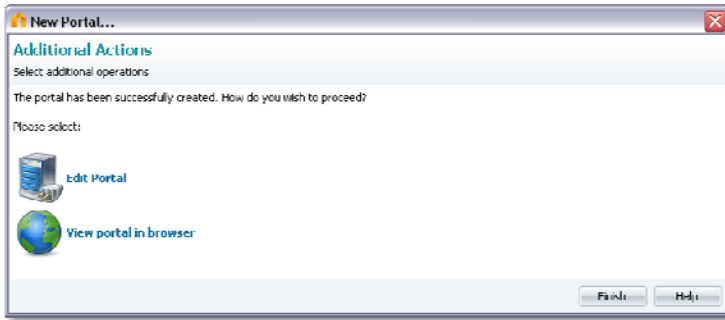 New Portal...
Additional Actions
Select additional operations
The portal has been successfully created. How do you wish to proceed?
Please select:
Edit Portal
View portal in browser
Finish Help